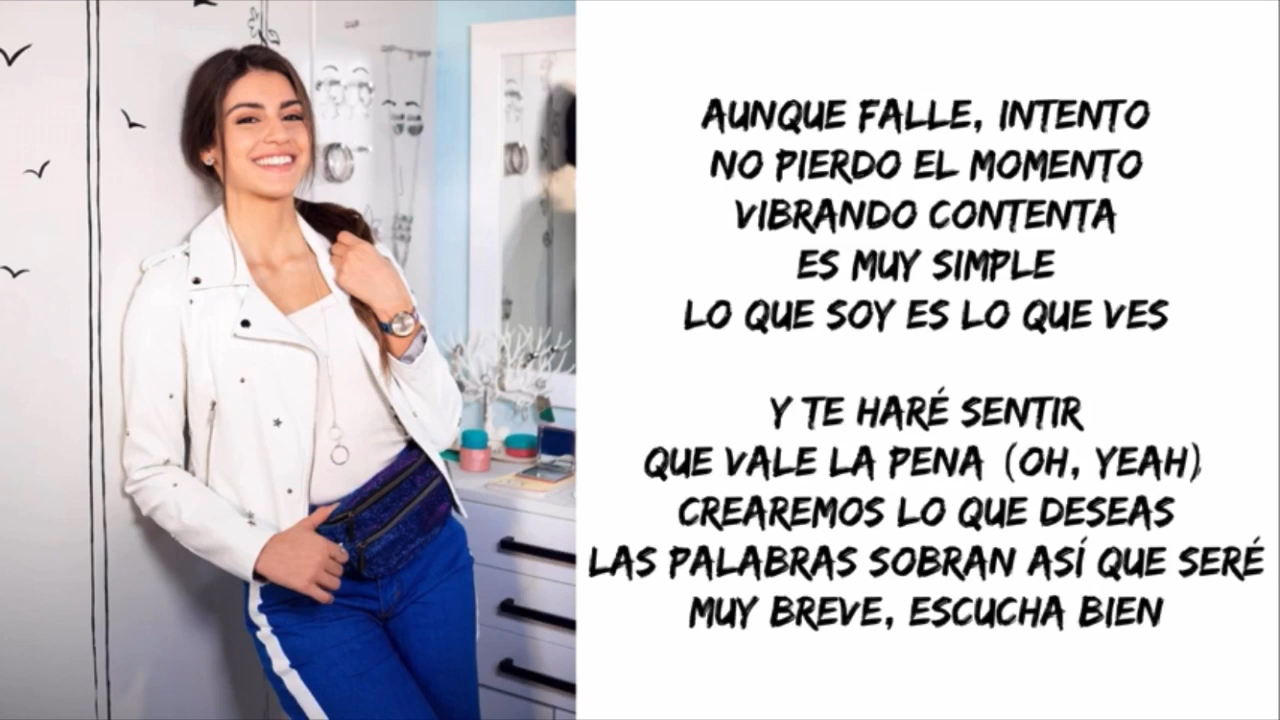 AUNQUE FALLE, INTENTO
NO PIERDO EL MOMENTO
VIBRANDO CONTENTA
ES MUY SIMPLE
LO QUE SOY ES LO QUE VES
Y TE HARÉ SENTIR
QUE VALE LA PENA (OH, YEAH)
CREAREMOS LO QUE DESEAS
LAS PALABRAS SOBRAN ASÍ QUE SERÉ
MUY BREVE, ESCUCHA BIEN